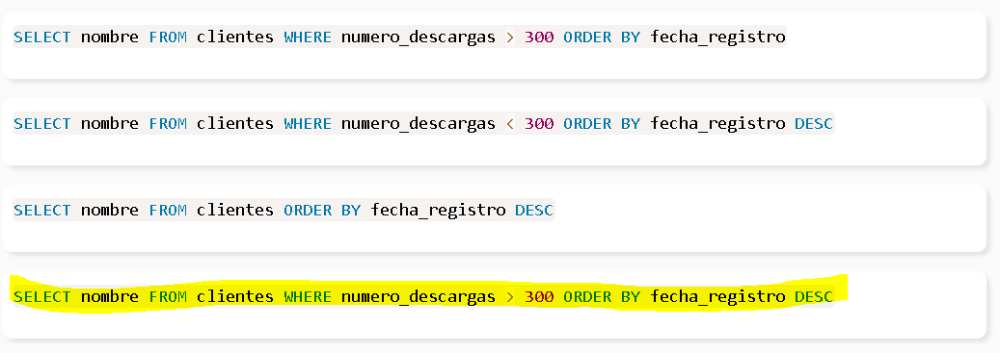 SELECT nombre FROM clientes WHERE numero_descargas > 300 ORDER BY fecha_registro
SELECT nombre FROM clientes WHERE numero_descargas < 300 ORDER BY fecha_registro DESC
SELECT nombre FROM clientes ORDER BY fecha_registro DESC
SELECT nombre FROM clientes WHERE numero_descargas > 300 ORDER BY fecha_registro DESC